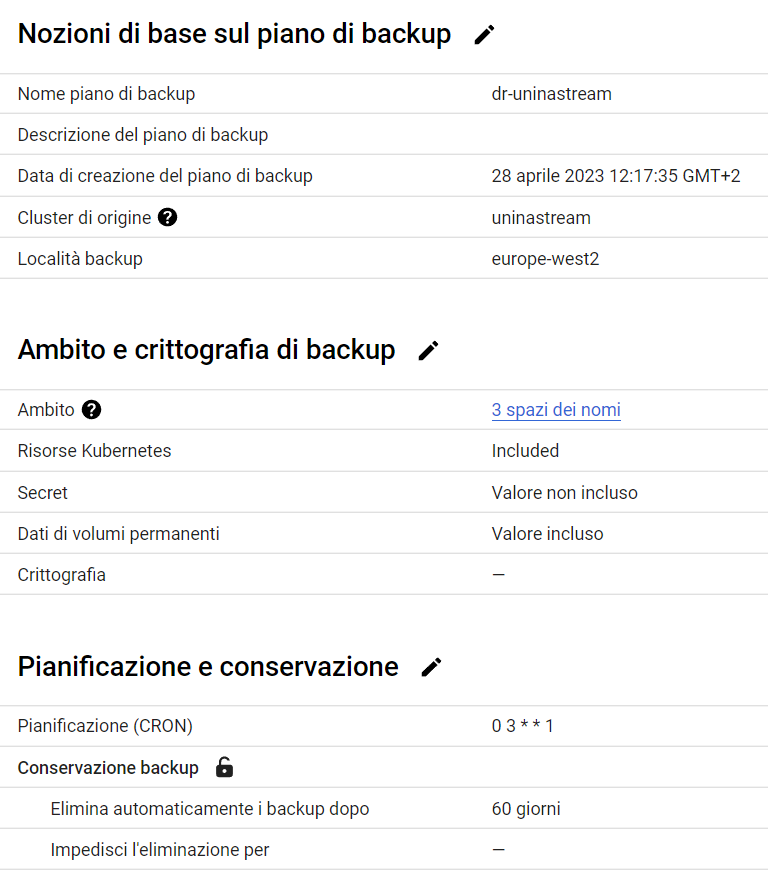 Nozioni di base sul piano di backup
Nome piano di backup dr-uninastream
Descrizione del piano di backup
Data di creazione del piano di backup 28 aprile 2023 12:17:35 GMT+2
Cluster di origine uninastream
Località backup europe-west2
Ambito e crittografia di backup
Ambito 3 spazi dei nomi
Risorse Kubernetes Included
Secret Valore non incluso
Dati di volumi permanenti Valore incluso
Crittografia —
Pianificazione e conservazione
Pianificazione (CRON) 0 3 * * 1
Conservazione backup
Elimina automaticamente i backup dopo 60 giorni
Impedisci l'eliminazione per —